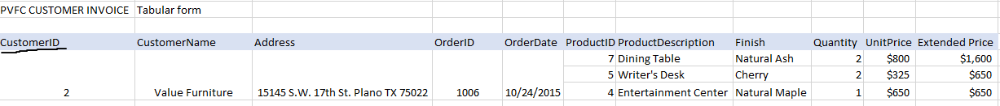 PVFC CUSTOMER INVOICE Tabular form
CustomerID CustomerName Address OrderID OrderDate ProductID ProductDescription Finish Quantity UnitPrice Extended Price
7 Dining Table Natural Ash 2 $800 $1,600
5 Writer's Desk Cherry 2 $325 $650
2 Value Furniture 15145 S.W. 17th St. Plano TX 75022 1006 10/24/2015 4 Entertainment Center Natural Maple 1 $650 $650